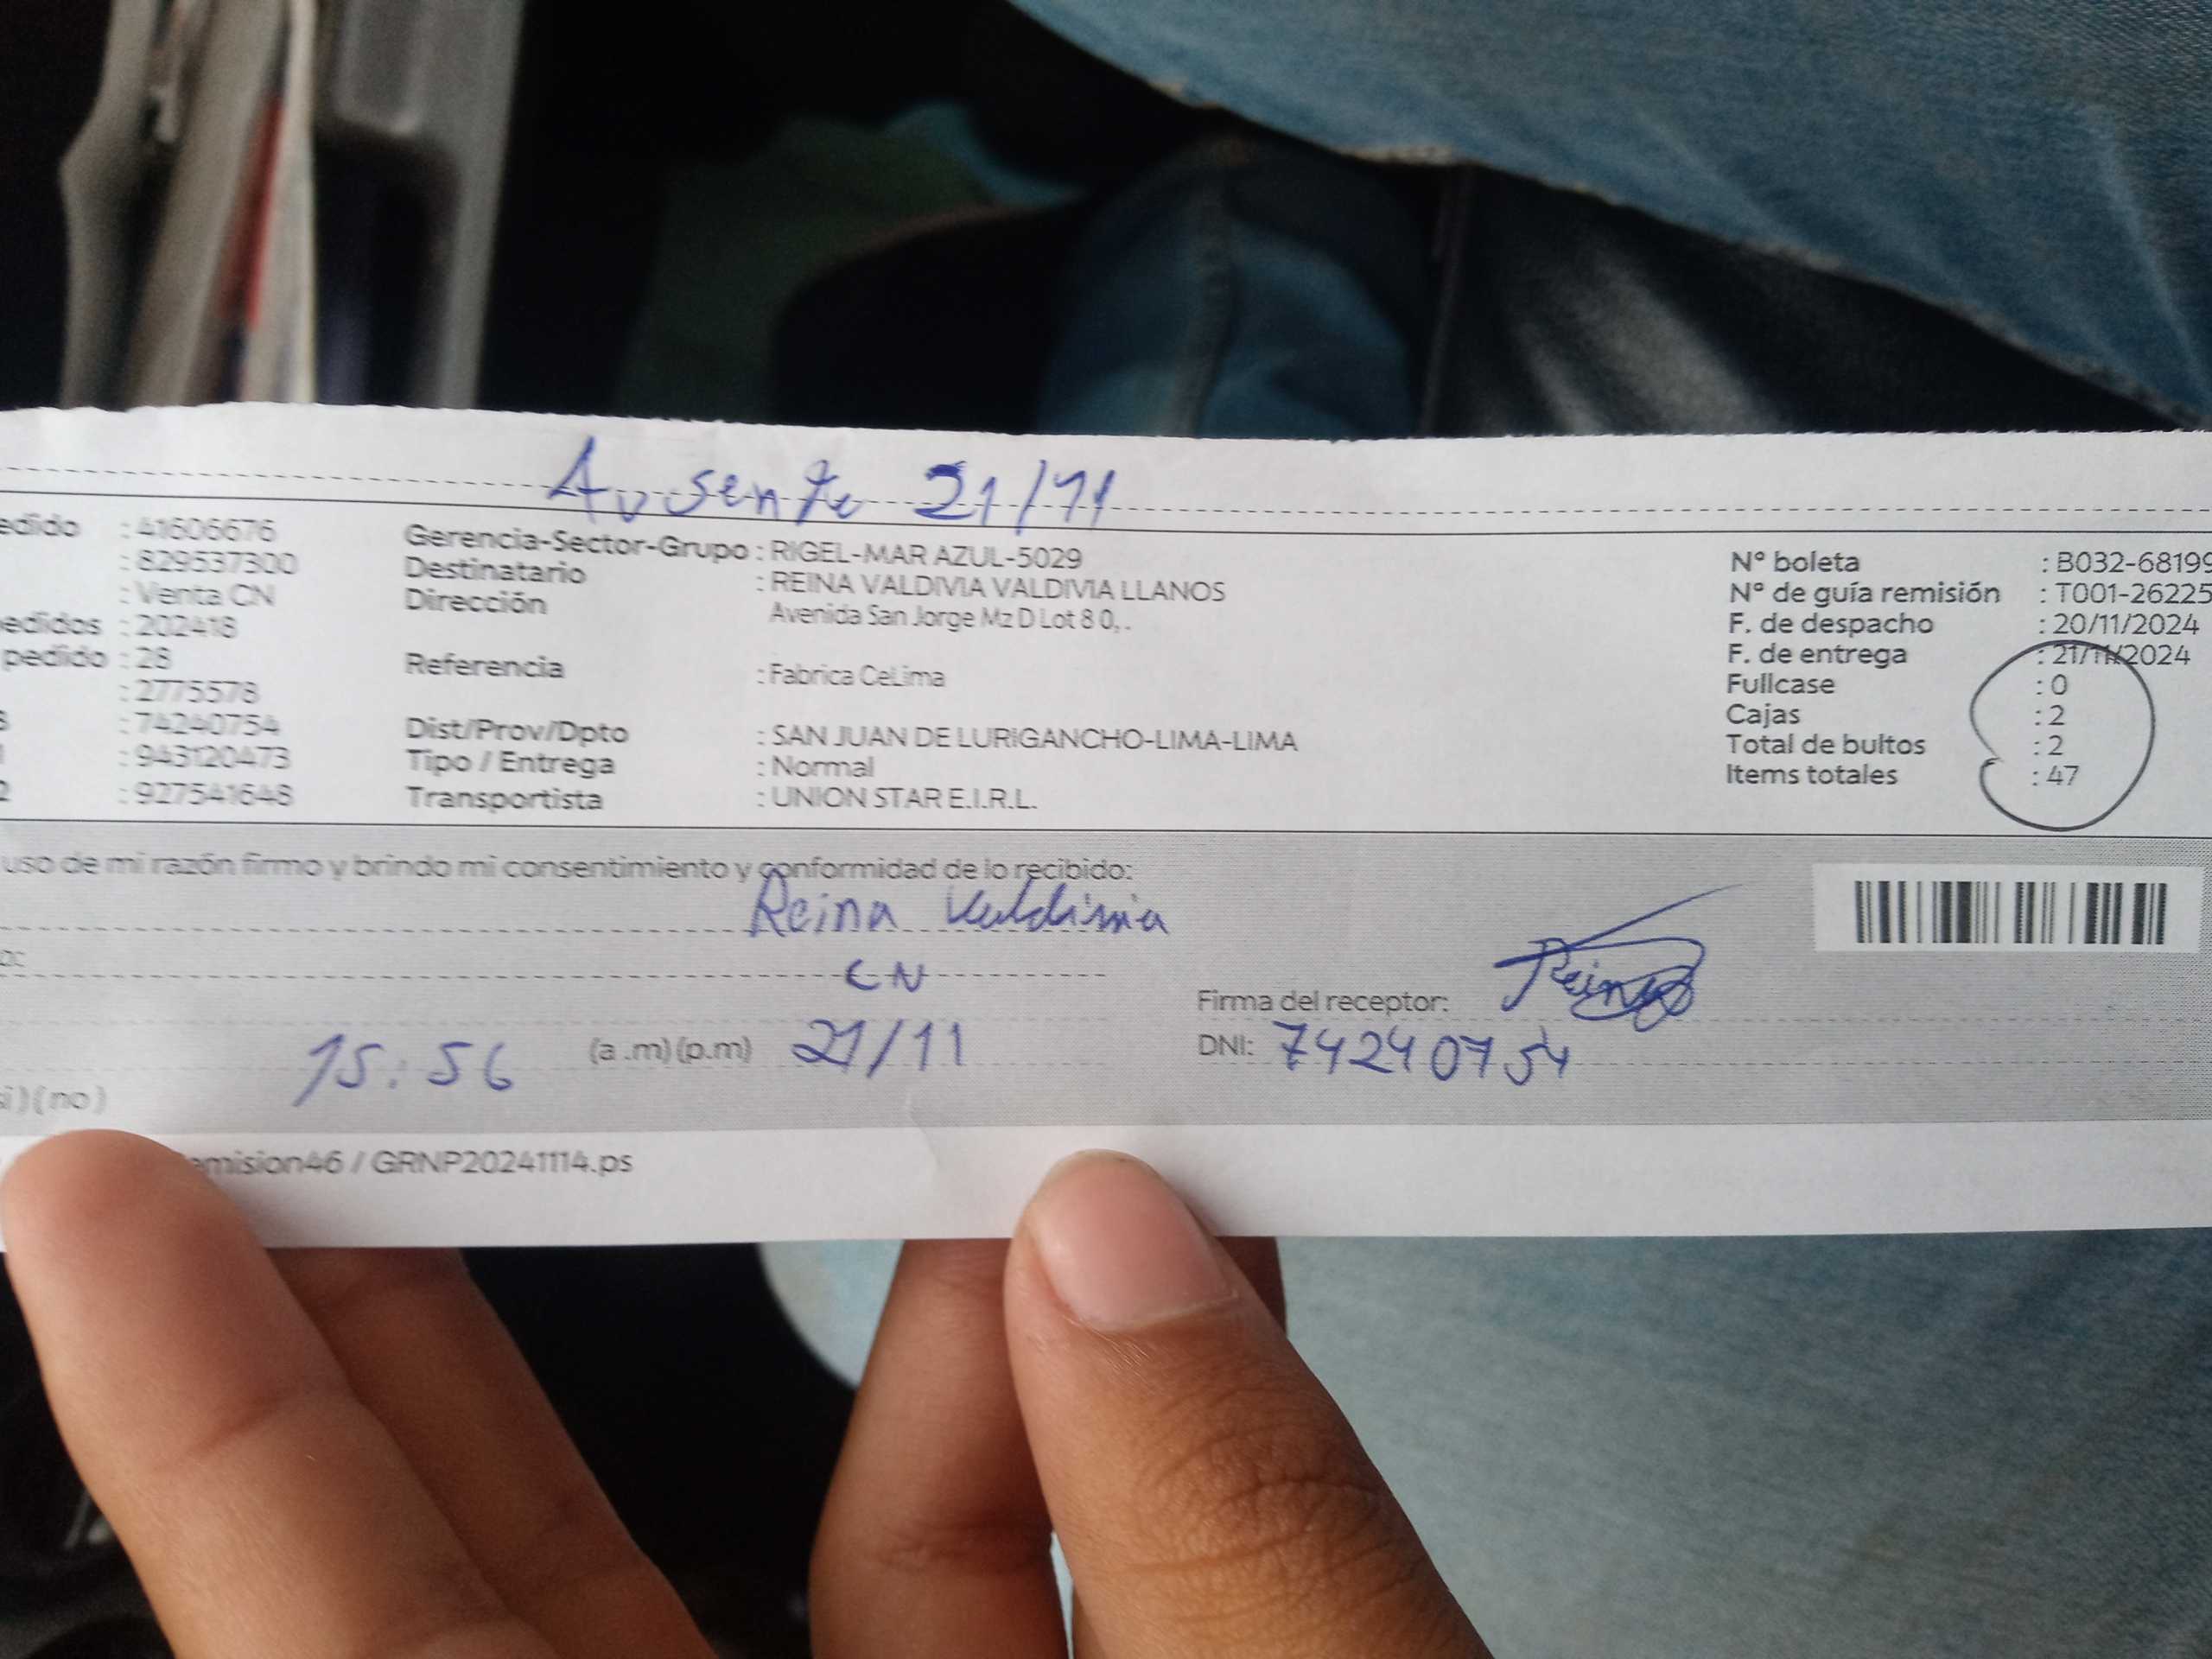 Ausente 21/11
edido : 41606676
: 829537300
: Venta CN
edidos : 202418
pedido : 28
: 2775578
: 74240754
: 943120473
2 : 927541648
Gerencia-Sector-Grupo : RIGEL-MAR AZUL-5029
Destinatario : REINA VALDIVIA VALDIVIA LLANOS
Dirección Avenida San Jorge Mz D Lot 8 0, .
Referencia : Fabrica CeLima
Dist/Prov/Dpto : SAN JUAN DE LURIGANCHO-LIMA-LIMA
Tipo / Entrega : Normal
Transportista : UNION STAR E.I.R.L.
Nº boleta : B032-68199
Nº de guía remisión : T001-26225
F. de despacho : 20/11/2024
F. de entrega : 21/11/2024
Fullcase : 0
Cajas : 2
Total de bultos : 2
Items totales : 47
uso de mi razón firmo y brindo mi consentimiento y conformidad de lo recibido:
Reina Valdivia
CN
Firma del receptor: Reina
15:56 (a .m) (p.m) 21/11
DNI: 74240754
si ) ( no )
emision46 / GRNP20241114.ps